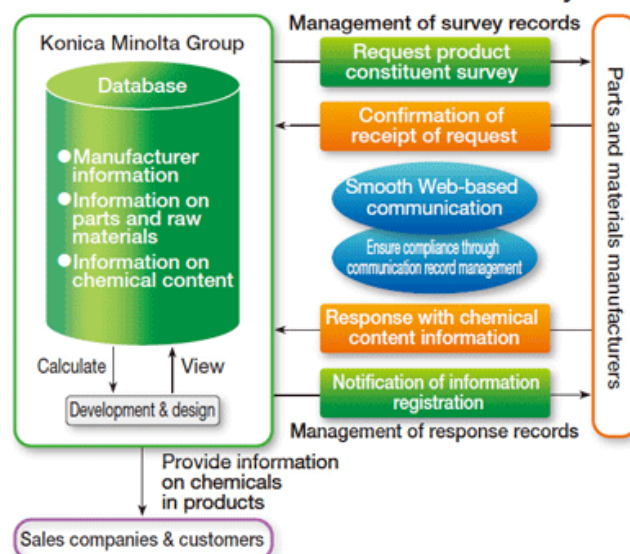 Management of survey records
Konica Minolta Group
Database
●Manufacturer
information
●Information on
parts and raw
materials
●Information on
chemical content
Calculate
View
Development & design
Request product
constituent survey
Confirmation of
receipt of request
Smooth Web-based
communication
Ensure compliance through
communication record management
Response with chemical
content information
Notification of information
registration
Management of response records
Parts and materials manufacturers
Provide information
on chemicals
in products
Sales companies & customers